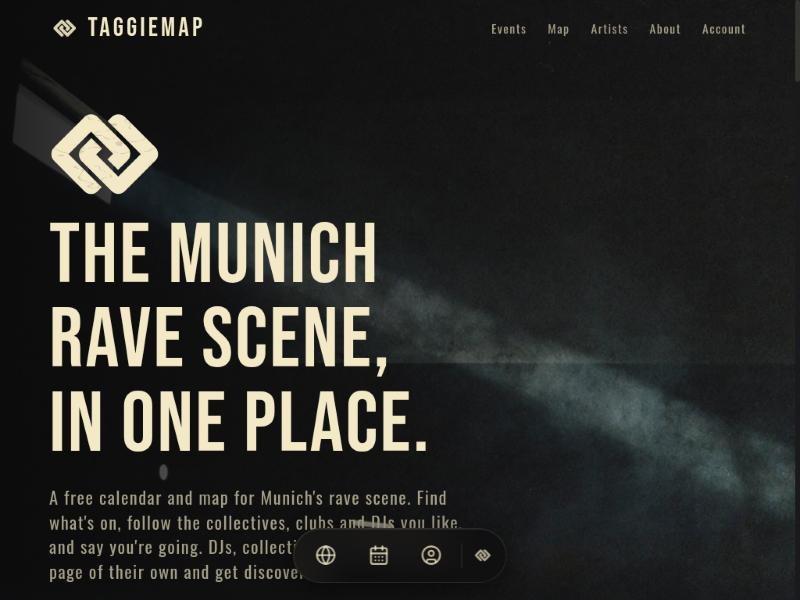 TAGGIEMAP
Events Map Artists About Account
THE MUNICH
RAVE SCENE,
IN ONE PLACE.
A free calendar and map for Munich's rave scene. Find
what's on, follow the collectives, clubs and DJs you like,
and say you're going. DJs,
page of their own and get